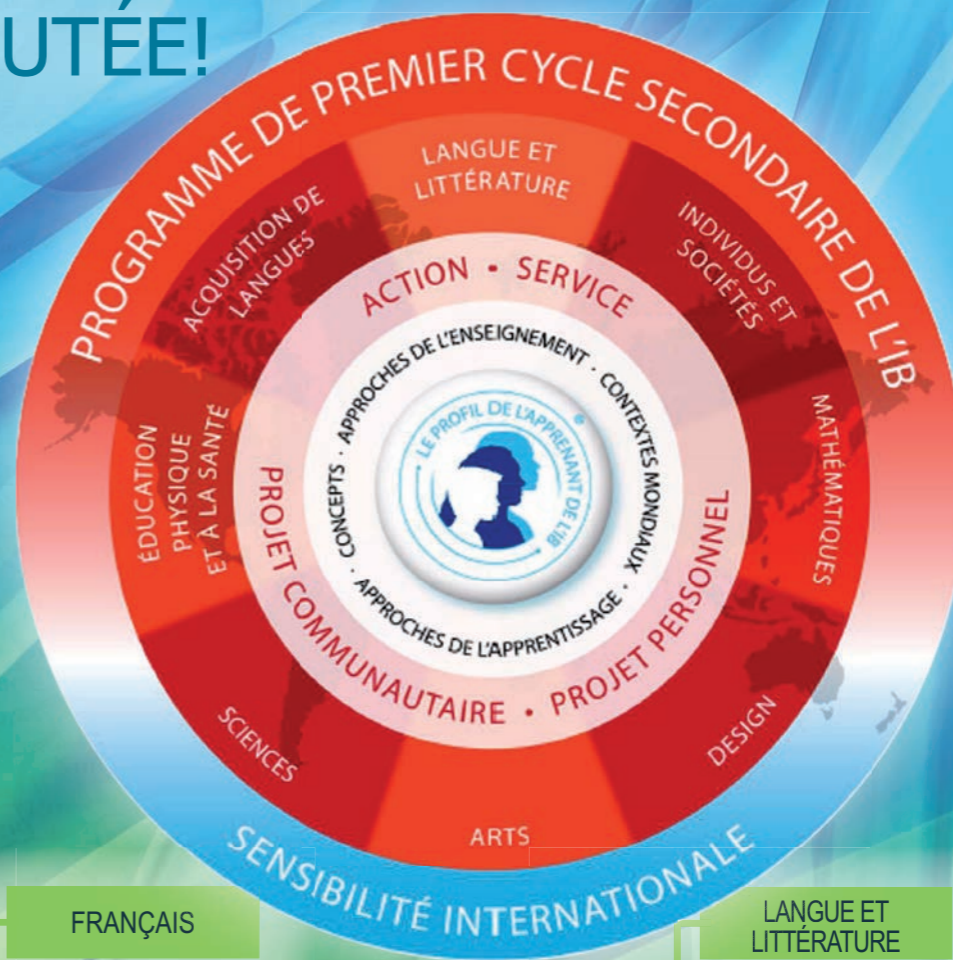 UTÉE!
PROGRAMME DE PREMIER CYCLE SECONDAIRE DE L'IB
LANGUE ET
LITTÉRATURE
ACQUISITION DE
LANGUES
INDIVIDUS ET
SOCIÉTÉS
ÉDUCATION
PHYSIQUE
ET À LA SANTÉ
MATHÉMATIQUES
SCIENCES
DESIGN
ARTS
ACTION • SERVICE
PROJET COMMUNAUTAIRE • PROJET PERSONNEL
APPROCHES DE L'ENSEIGNEMENT · CONTEXTES MONDIAUX ·
CONCEPTS · APPROCHES DE L'APPRENTISSAGE ·
LE PROFIL DE L'APPRENANT DE L'IB
®
SENSIBILITÉ INTERNATIONALE
FRANÇAIS
LANGUE ET
LITTÉRATURE